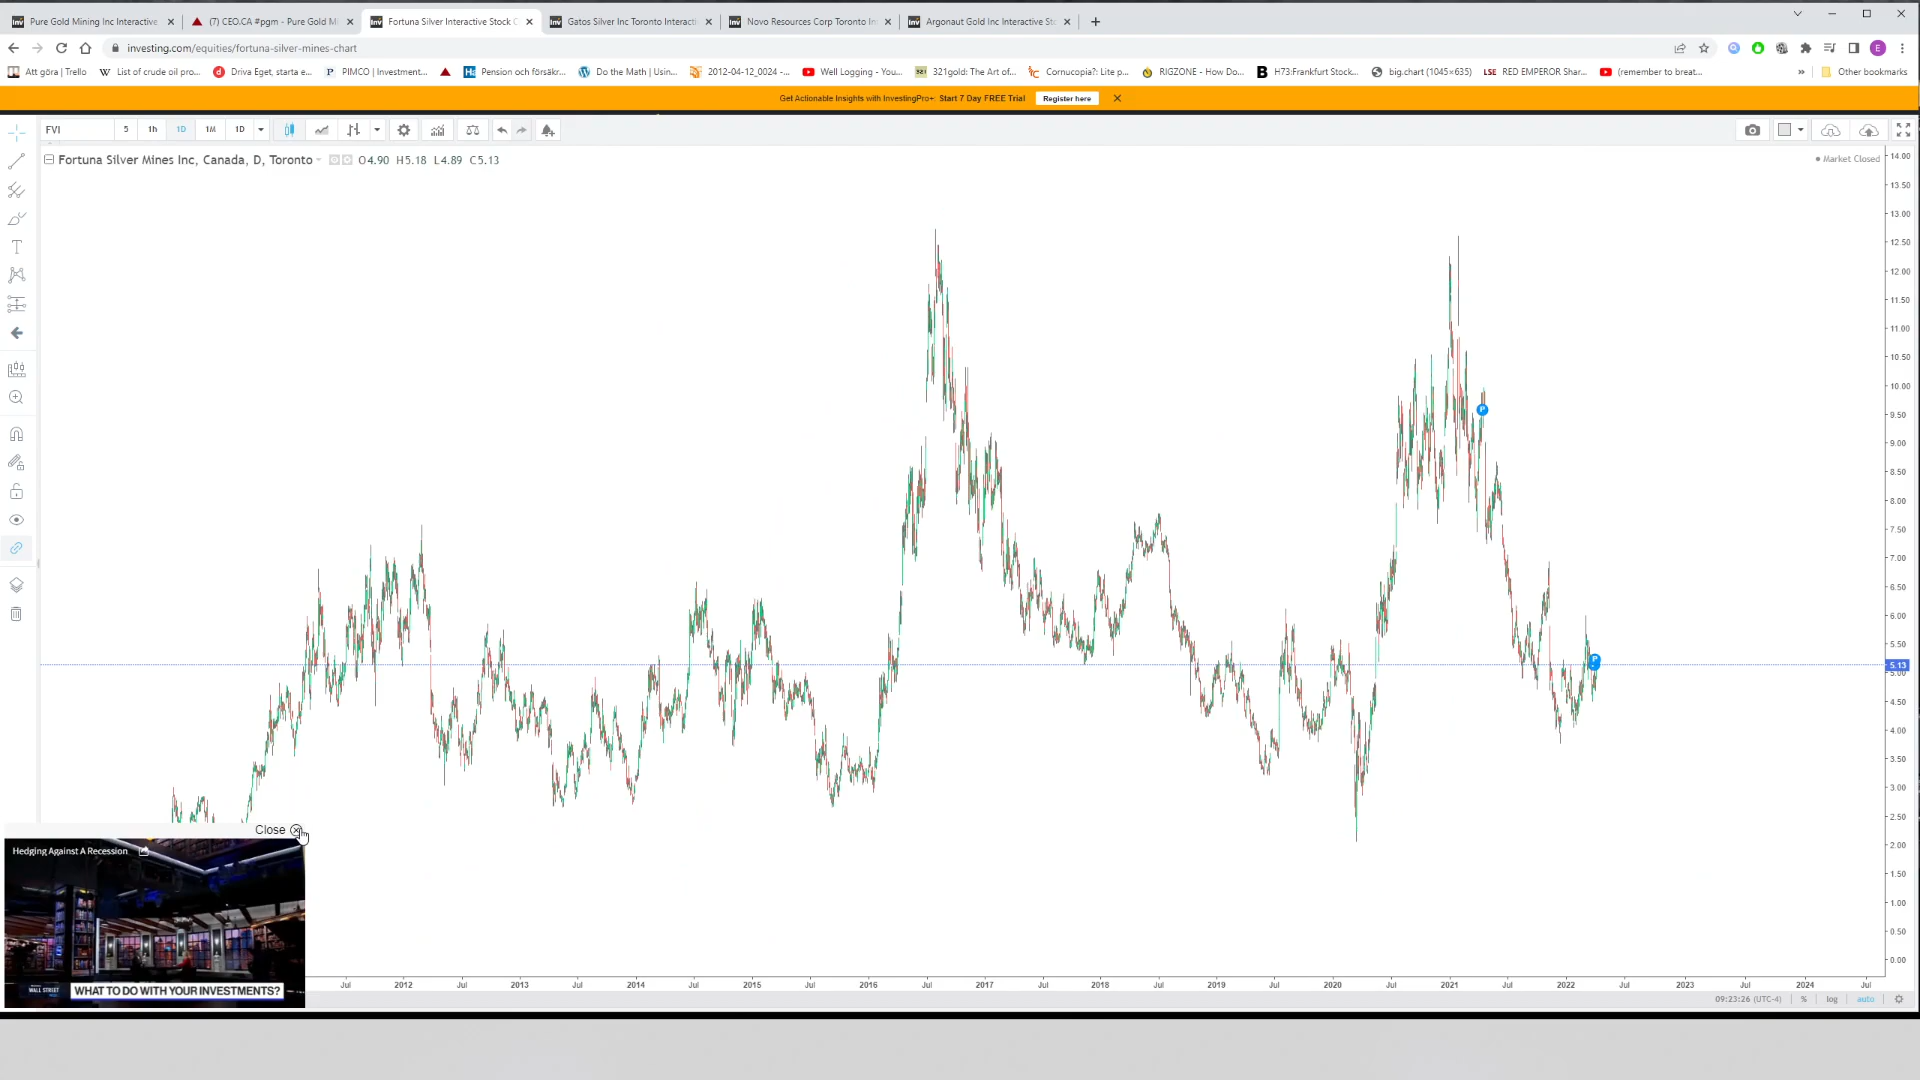 Pure Gold Mining Inc Interactive
(7) CEO.CA #pgm - Pure Gold Mi
Fortuna Silver Interactive Stock C
Gatos Silver Inc Toronto Interacti
Novo Resources Corp Toronto In
Argonaut Gold Inc Interactive Sto
investing.com/equities/fortuna-silver-mines-chart
E
Att göra | Trello
List of crude oil pro...
Driva Eget, starta e...
PIMCO | Investment...
Pension och försäkr...
Do the Math | Usin...
2012-04-12_0024 -...
Well Logging - You...
321gold: The Art of...
Cornucopia?: Lite p...
RIGZONE - How Do...
H73:Frankfurt Stock...
big.chart (1045×635)
LSE RED EMPEROR Shar...
(remember to breat...
»
Other bookmarks
Get Actionable Insights with InvestingPro+: Start 7 Day FREE Trial
Register here
FVI
5
1h
1D
1M
1D
Fortuna Silver Mines Inc, Canada, D, Toronto
O4.90 H5.18 L4.89 C5.13
Market Closed
14.00
13.50
13.00
12.50
12.00
11.50
11.00
10.50
10.00
9.50
9.00
8.50
8.00
7.50
7.00
6.50
6.00
5.50
5.13
5.00
4.50
4.00
3.50
3.00
2.50
2.00
1.50
1.00
0.50
0.00
P
P
Close
Hedging Against A Recession
WALL STREET
WHAT TO DO WITH YOUR INVESTMENTS?
Jul
2012
Jul
2013
Jul
2014
Jul
2015
Jul
2016
Jul
2017
Jul
2018
Jul
2019
Jul
2020
Jul
2021
Jul
2022
Jul
2023
Jul
2024
Jul
09:23:26 (UTC-4)
%
log
auto